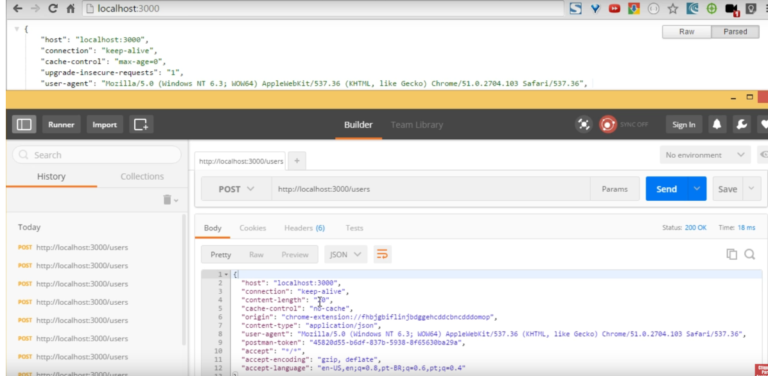 localhost:3000
Raw Parsed
{
"host": "localhost:3000",
"connection": "keep-alive",
"cache-control": "max-age=0",
"upgrade-insecure-requests": "1",
"user-agent": "Mozilla/5.0 (Windows NT 6.3; WOW64) AppleWebKit/537.36 (KHTML, like Gecko) Chrome/51.0.2704.103 Safari/537.36",
Runner Import Builder Team Library SYNC OFF Sign In
Search
History Collections
Today
POST http://localhost:3000/users
POST http://localhost:3000/users
POST http://localhost:3000/users
POST http://localhost:3000/users
POST http://localhost:3000/users
POST http://localhost:3000/users
POST http://localhost:3000/users
POST http://localhost:3000/users
http://localhost:3000/users + No environment
POST http://localhost:3000/users Params Send Save
Body Cookies Headers (6) Tests Status: 200 OK Time: 18 ms
Pretty Raw Preview JSON
1 {
2 "host": "localhost:3000",
3 "connection": "keep-alive",
4 "content-length":
5 "cache-control": "no-cache",
6 "origin": "chrome-extension://fhbjgbiflinjbdggehcddcbncdddomop",
7 "content-type": "application/json",
8 "user-agent": "Mozilla/5.0 (Windows NT 6.3; WOW64) AppleWebKit/537.36 (KHTML, like Gecko) Chrome/51.0.2704.103 Safari/537.36",
9 "postman-token": "45820d55-b6df-837b-5938-8f65630ba29a",
10 "accept": "*/*",
11 "accept-encoding": "gzip, deflate",
12 "accept-language": "en-US,en;q=0.8,pt-BR;q=0.6,pt;q=0.4"